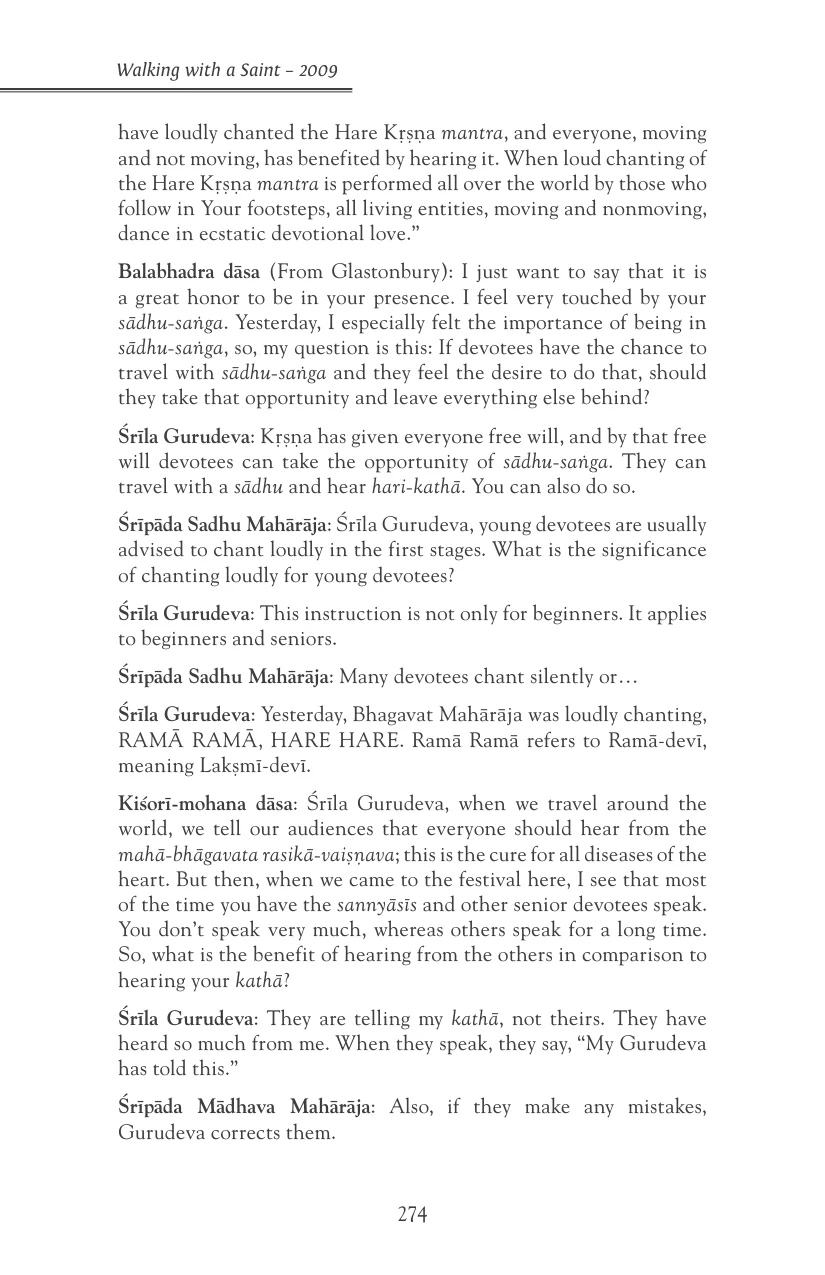 Walking with a Saint – 2009
have loudly chanted the Hare Kṛṣṇa mantra, and everyone, moving
and not moving, has benefited by hearing it. When loud chanting of
the Hare Kṛṣṇa mantra is performed all over the world by those who
follow in Your footsteps, all living entities, moving and nonmoving,
dance in ecstatic devotional love.”
Balabhadra dāsa (From Glastonbury): I just want to say that it is
a great honor to be in your presence. I feel very touched by your
sādhu-saṅga. Yesterday, I especially felt the importance of being in
sādhu-saṅga, so, my question is this: If devotees have the chance to
travel with sādhu-saṅga and they feel the desire to do that, should
they take that opportunity and leave everything else behind?
Śrīla Gurudeva: Kṛṣṇa has given everyone free will, and by that free
will devotees can take the opportunity of sādhu-saṅga. They can
travel with a sādhu and hear hari-kathā. You can also do so.
Śrīpāda Sadhu Mahārāja: Śrīla Gurudeva, young devotees are usually
advised to chant loudly in the first stages. What is the significance
of chanting loudly for young devotees?
Śrīla Gurudeva: This instruction is not only for beginners. It applies
to beginners and seniors.
Śrīpāda Sadhu Mahārāja: Many devotees chant silently or…
Śrīla Gurudeva: Yesterday, Bhagavat Mahārāja was loudly chanting,
RAMĀ RAMĀ, HARE HARE. Ramā Ramā refers to Ramā-devī,
meaning Lakṣmī-devī.
Kiśorī-mohana dāsa: Śrīla Gurudeva, when we travel around the
world, we tell our audiences that everyone should hear from the
mahā-bhāgavata rasikā-vaiṣṇava; this is the cure for all diseases of the
heart. But then, when we came to the festival here, I see that most
of the time you have the sannyāsīs and other senior devotees speak.
You don’t speak very much, whereas others speak for a long time.
So, what is the benefit of hearing from the others in comparison to
hearing your kathā?
Śrīla Gurudeva: They are telling my kathā, not theirs. They have
heard so much from me. When they speak, they say, “My Gurudeva
has told this.”
Śrīpāda Mādhava Mahārāja: Also, if they make any mistakes,
Gurudeva corrects them.
274